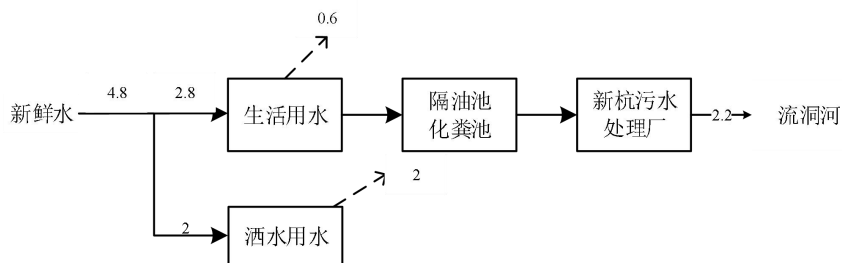 0.6
4.8
2.8
新鲜水
生活用水
隔油池
化粪池
新杭污水
处理厂
2.2
流洞河
2
2
洒水用水